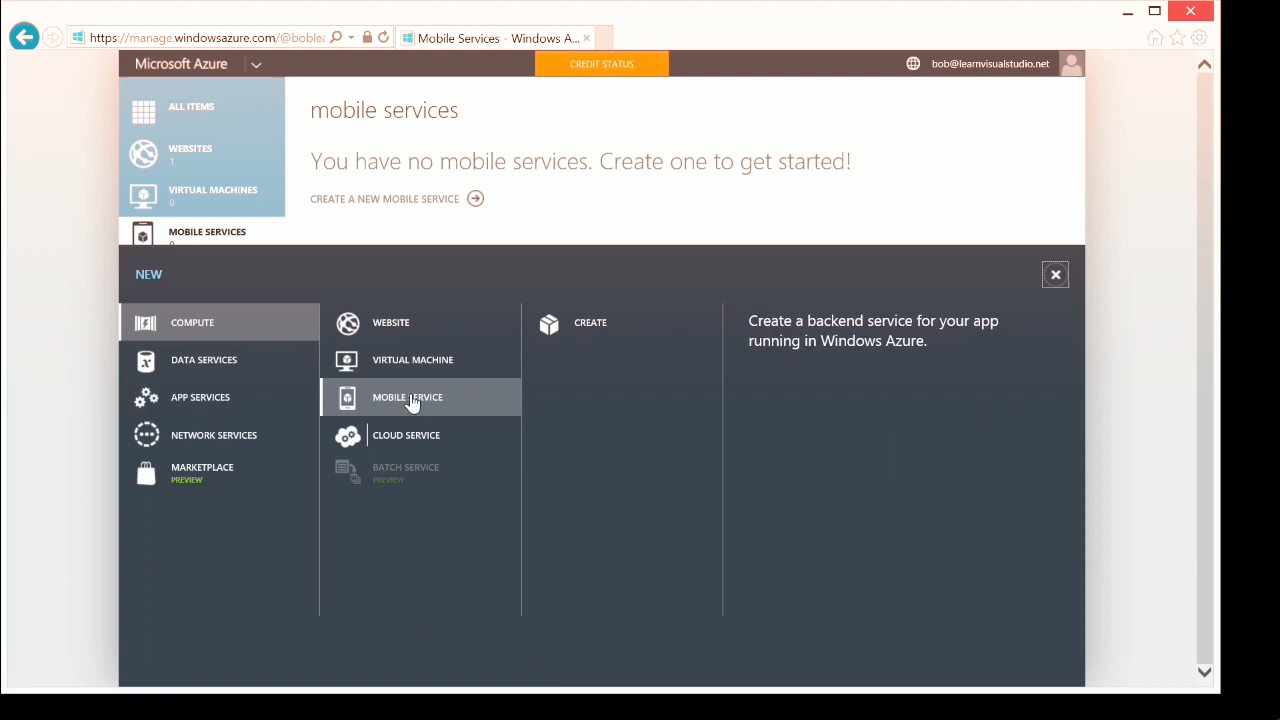 https://manage.windowsazure.com/@boblea
Mobile Services - Windows A...
Microsoft Azure
CREDIT STATUS
bob@learnvisualstudio.net
ALL ITEMS
WEBSITES
1
VIRTUAL MACHINES
0
MOBILE SERVICES
0
mobile services
You have no mobile services. Create one to get started!
CREATE A NEW MOBILE SERVICE
NEW
COMPUTE
DATA SERVICES
APP SERVICES
NETWORK SERVICES
MARKETPLACE
PREVIEW
WEBSITE
VIRTUAL MACHINE
MOBILE SERVICE
CLOUD SERVICE
BATCH SERVICE
PREVIEW
CREATE
Create a backend service for your app
running in Windows Azure.